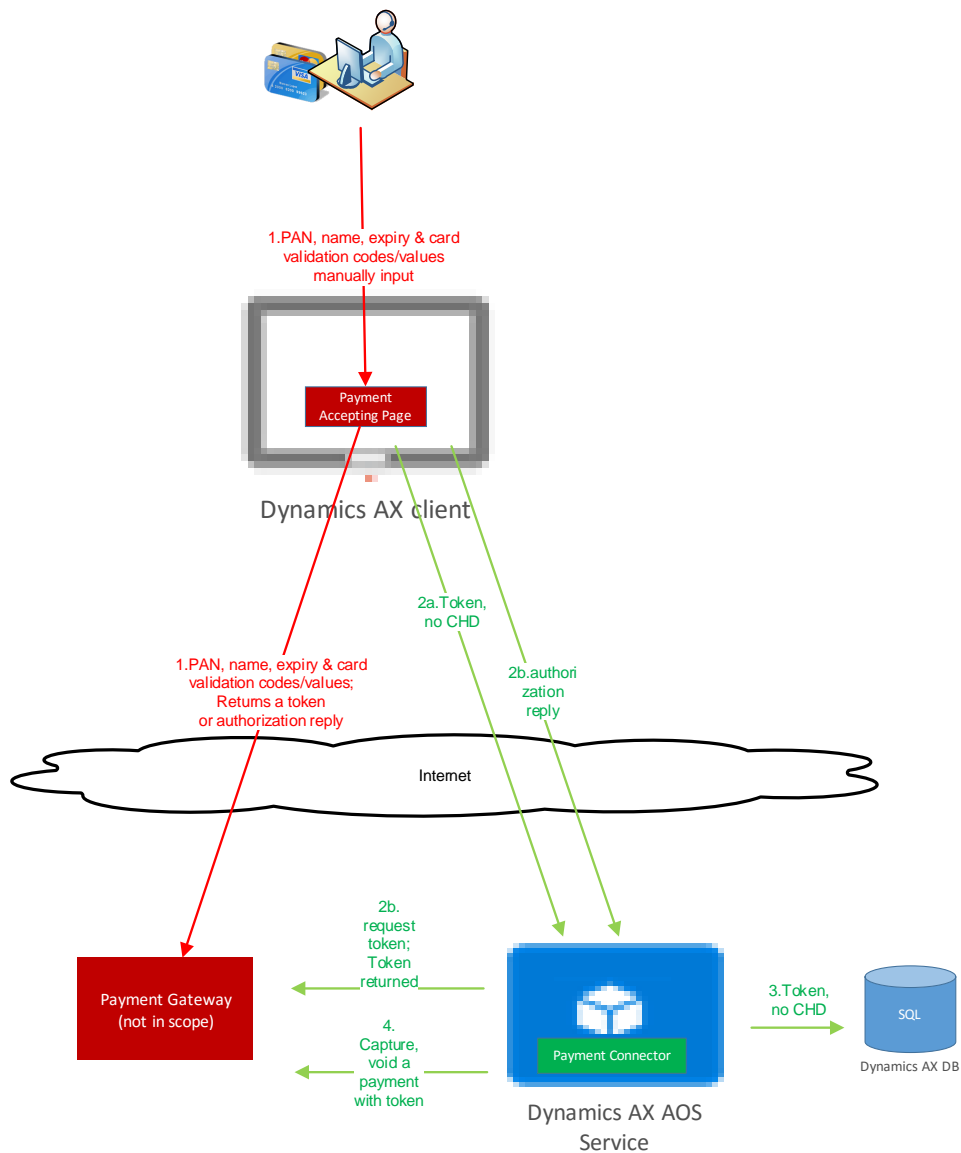 VISA
1.PAN, name, expiry & card
validation codes/values
manually input
Payment
Accepting Page
Dynamics AX client
2a.Token,
no CHD
1.PAN, name, expiry & card
validation codes/values;
Returns a token
or authorization reply
2b.authori
zation
reply
Internet
2b.
request
token;
Token
returned
Payment Gateway
(not in scope)
4.
Capture,
void a
payment
with token
Payment Connector
3.Token,
no CHD
SQL
Dynamics AX DB
Dynamics AX AOS
Service